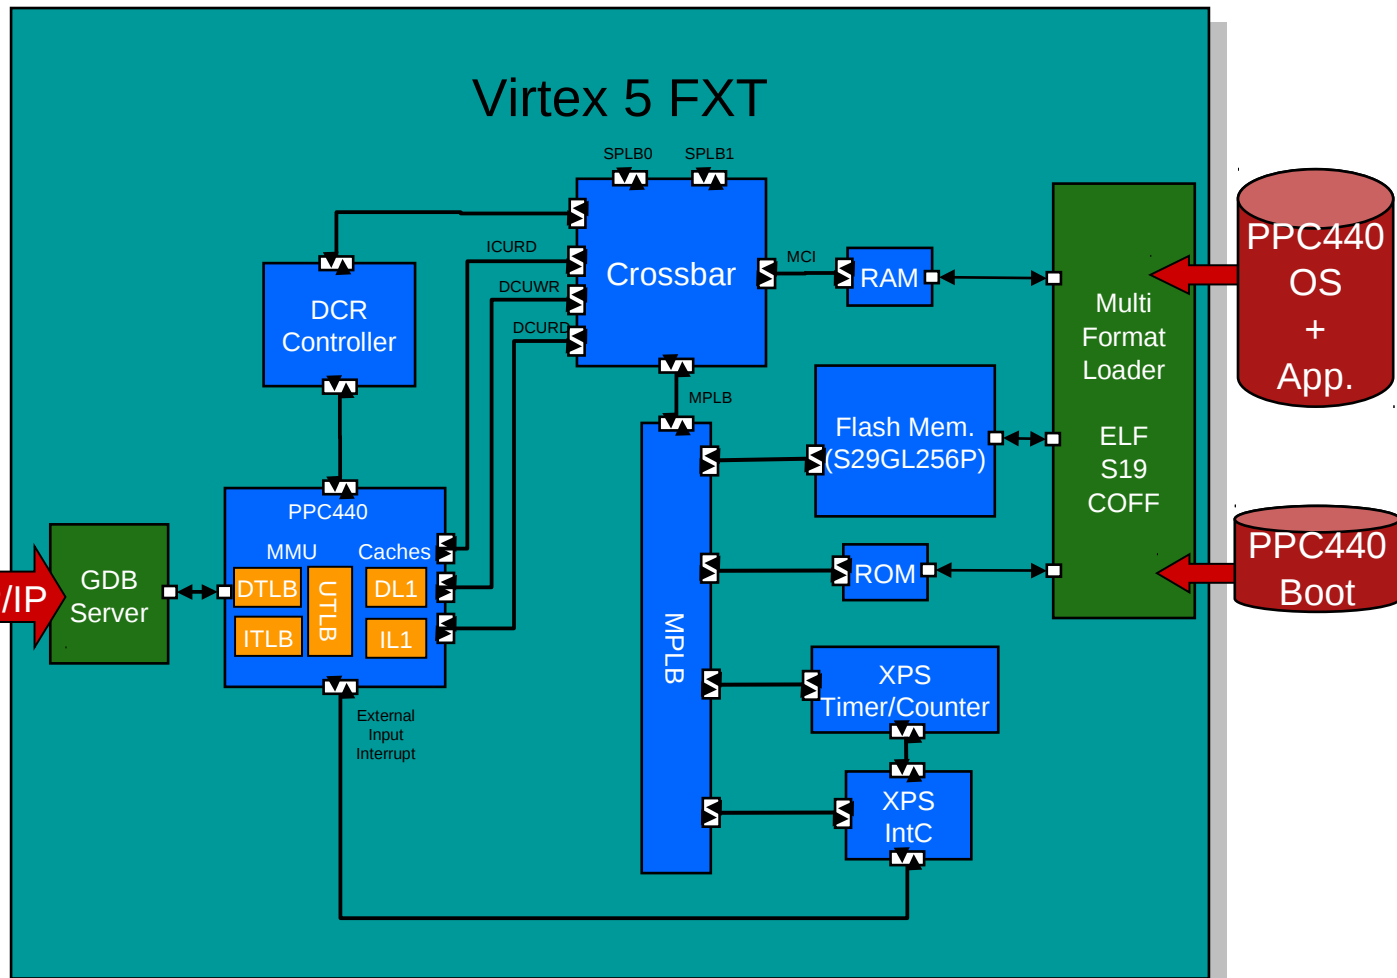 Virtex 5 FXT
SPLB0
SPLB1
ICURD
DCUWR
DCURD
Crossbar
MCI
RAM
DCR
Controller
MPLB
Multi
Format
Loader
ELF
S19
COFF
PPC440
OS
+
App.
Flash Mem.
(S29GL256P)
PPC440
MMU
Caches
DTLB
UTLB
DL1
ITLB
IL1
GDB
Server
/IP
ROM
PPC440
Boot
MPLB
XPS
Timer/Counter
External
Input
Interrupt
XPS
IntC